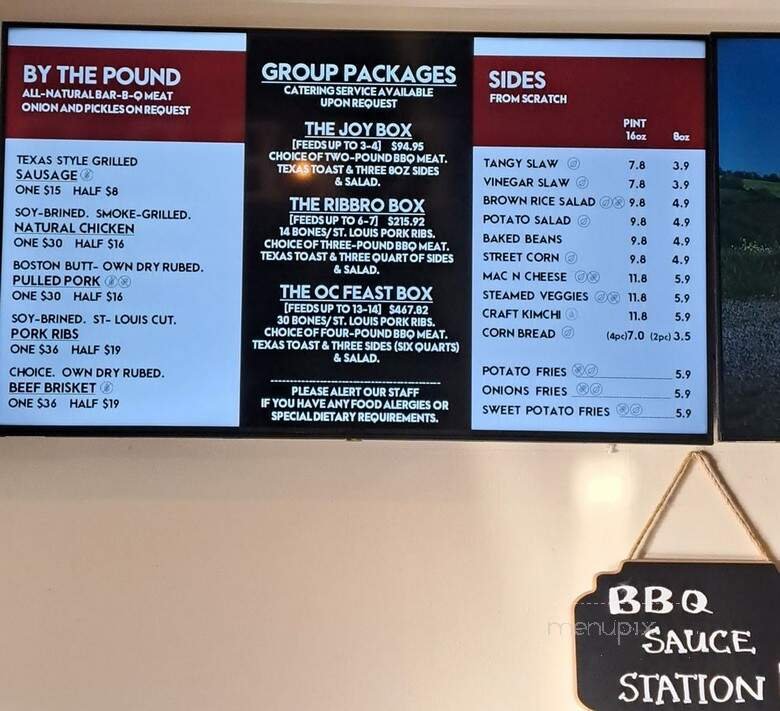 BY THE POUND
ALL-NATURAL BAR-B-Q MEAT
ONION AND PICKLES ON REQUEST
TEXAS STYLE GRILLED
SAUSAGE
ONE $15 HALF $8
SOY-BRINED. SMOKE-GRILLED.
NATURAL CHICKEN
ONE $30 HALF $16
BOSTON BUTT- OWN DRY RUBED.
PULLED PORK
ONE $30 HALF $16
SOY-BRINED. ST- LOUIS CUT.
PORK RIBS
ONE $36 HALF $19
CHOICE. OWN DRY RUBED.
BEEF BRISKET
ONE $36 HALF $19
GROUP PACKAGES
CATERING SERVICE AVAILABLE
UPON REQUEST
THE JOY BOX
[FEEDS UP TO 3-4] $94.95
CHOICE OF TWO-POUND BBQ MEAT.
TEXAS TOAST & THREE 8OZ SIDES
& SALAD.
THE RIBBRO BOX
[FEEDS UP TO 6-7] $215.92
14 BONES/ ST. LOUIS PORK RIBS.
CHOICE OF THREE-POUND BBQ MEAT.
TEXAS TOAST & THREE QUART OF SIDES
& SALAD.
THE OC FEAST BOX
[FEEDS UP TO 13-14] $467.82
30 BONES/ ST. LOUIS PORK RIBS.
CHOICE OF FOUR-POUND BBQ MEAT.
TEXAS TOAST & THREE SIDES (SIX QUARTS)
& SALAD.
PLEASE ALERT OUR STAFF
IF YOU HAVE ANY FOOD ALERGIES OR
SPECIAL DIETARY REQUIREMENTS.
SIDES
FROM SCRATCH
PINT
16oz 8oz
TANGY SLAW 7.8 3.9
VINEGAR SLAW 7.8 3.9
BROWN RICE SALAD 9.8 4.9
POTATO SALAD 9.8 4.9
BAKED BEANS 9.8 4.9
STREET CORN 9.8 4.9
MAC N CHEESE 11.8 5.9
STEAMED VEGGIES 11.8 5.9
CRAFT KIMCHI 11.8 5.9
CORN BREAD (4pc)7.0 (2pc) 3.5
POTATO FRIES 5.9
ONIONS FRIES 5.9
SWEET POTATO FRIES 5.9
BBQ
SAUCE
STATION
menupix